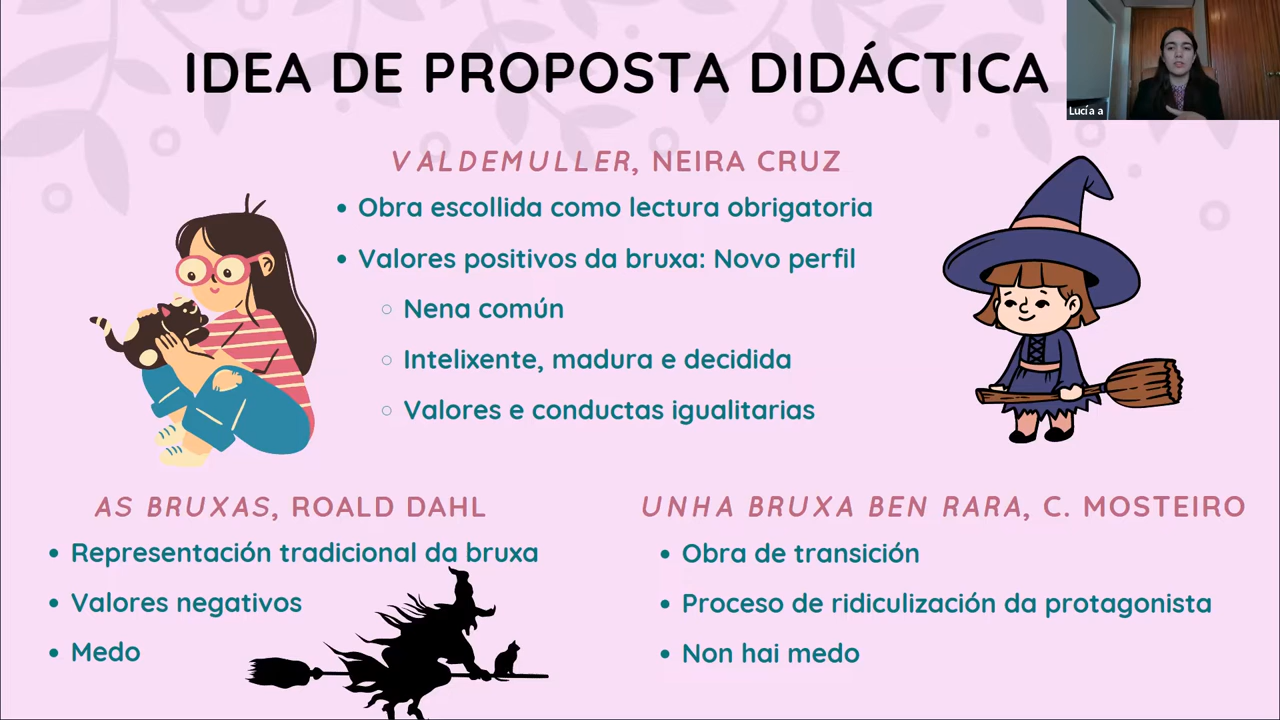 IDEA DE PROPOSTA DIDÁCTICA
Lucía a
VALDEMULLER, NEIRA CRUZ
• Obra escollida como lectura obrigatoria
• Valores positivos da bruxa: Novo perfil
○ Nena común
○ Intelixente, madura e decidida
○ Valores e conductas igualitarias
AS BRUXAS, ROALD DAHL
• Representación tradicional da bruxa
• Valores negativos
• Medo
UNHA BRUXA BEN RARA, C. MOSTEIRO
• Obra de transición
• Proceso de ridiculización da protagonista
• Non hai medo